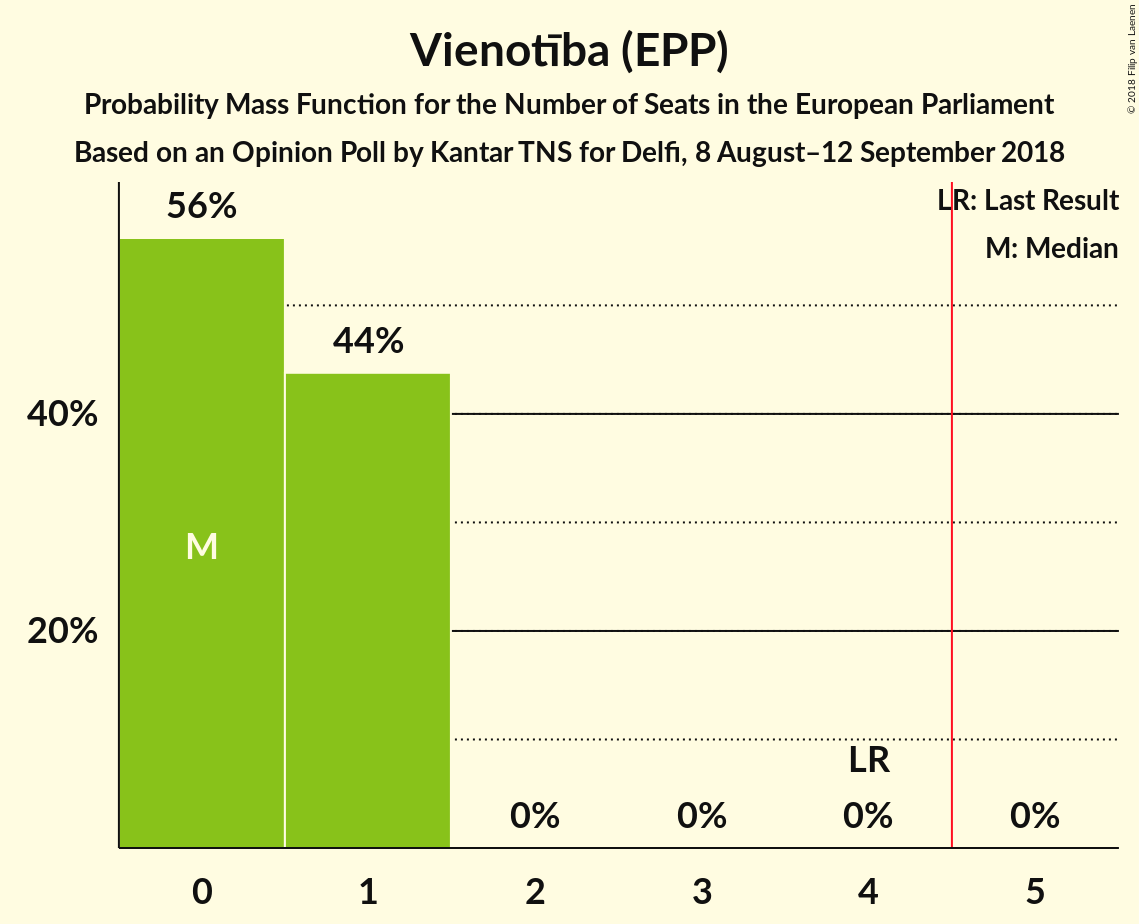 Vienotība (EPP)
Probability Mass Function for the Number of Seats in the European Parliament
Based on an Opinion Poll by Kantar TNS for Delfi, 8 August–12 September 2018
© 2018 Filip van Laenen
LR: Last Result
M: Median
56%
44%
40%
M
20%
LR
0%
0%
0%
0%
0
1
2
3
4
5